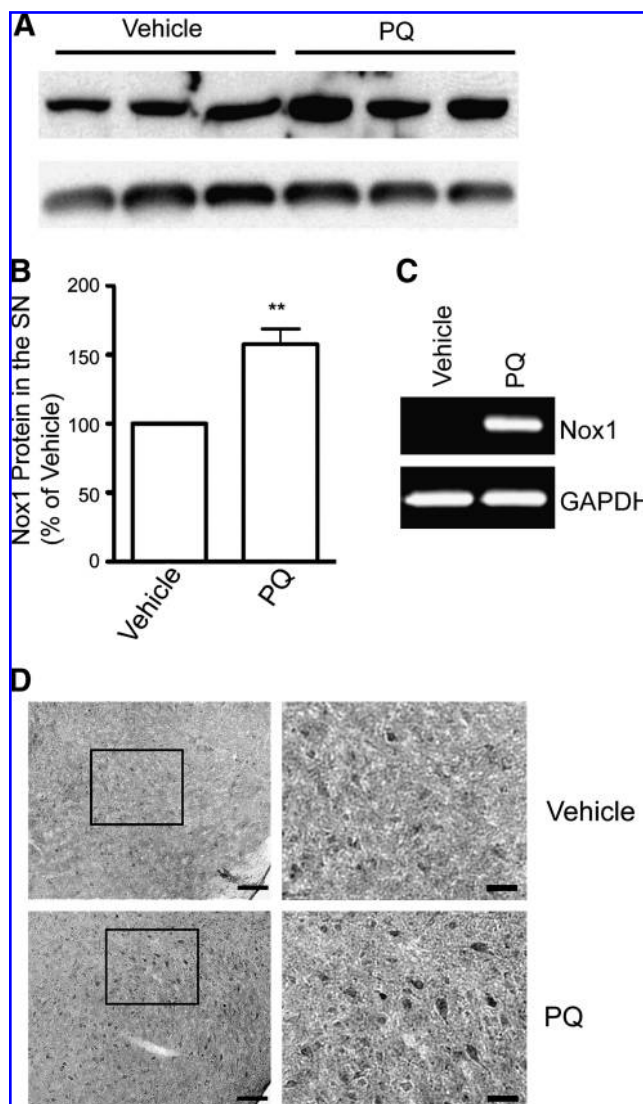 A
Vehicle PQ
B
Nox1 Protein in the SN
(% of Vehicle)
200
150
100
50
0
**
Vehicle
PQ
C
Vehicle
PQ
Nox1
GAPDH
D
Vehicle
PQ